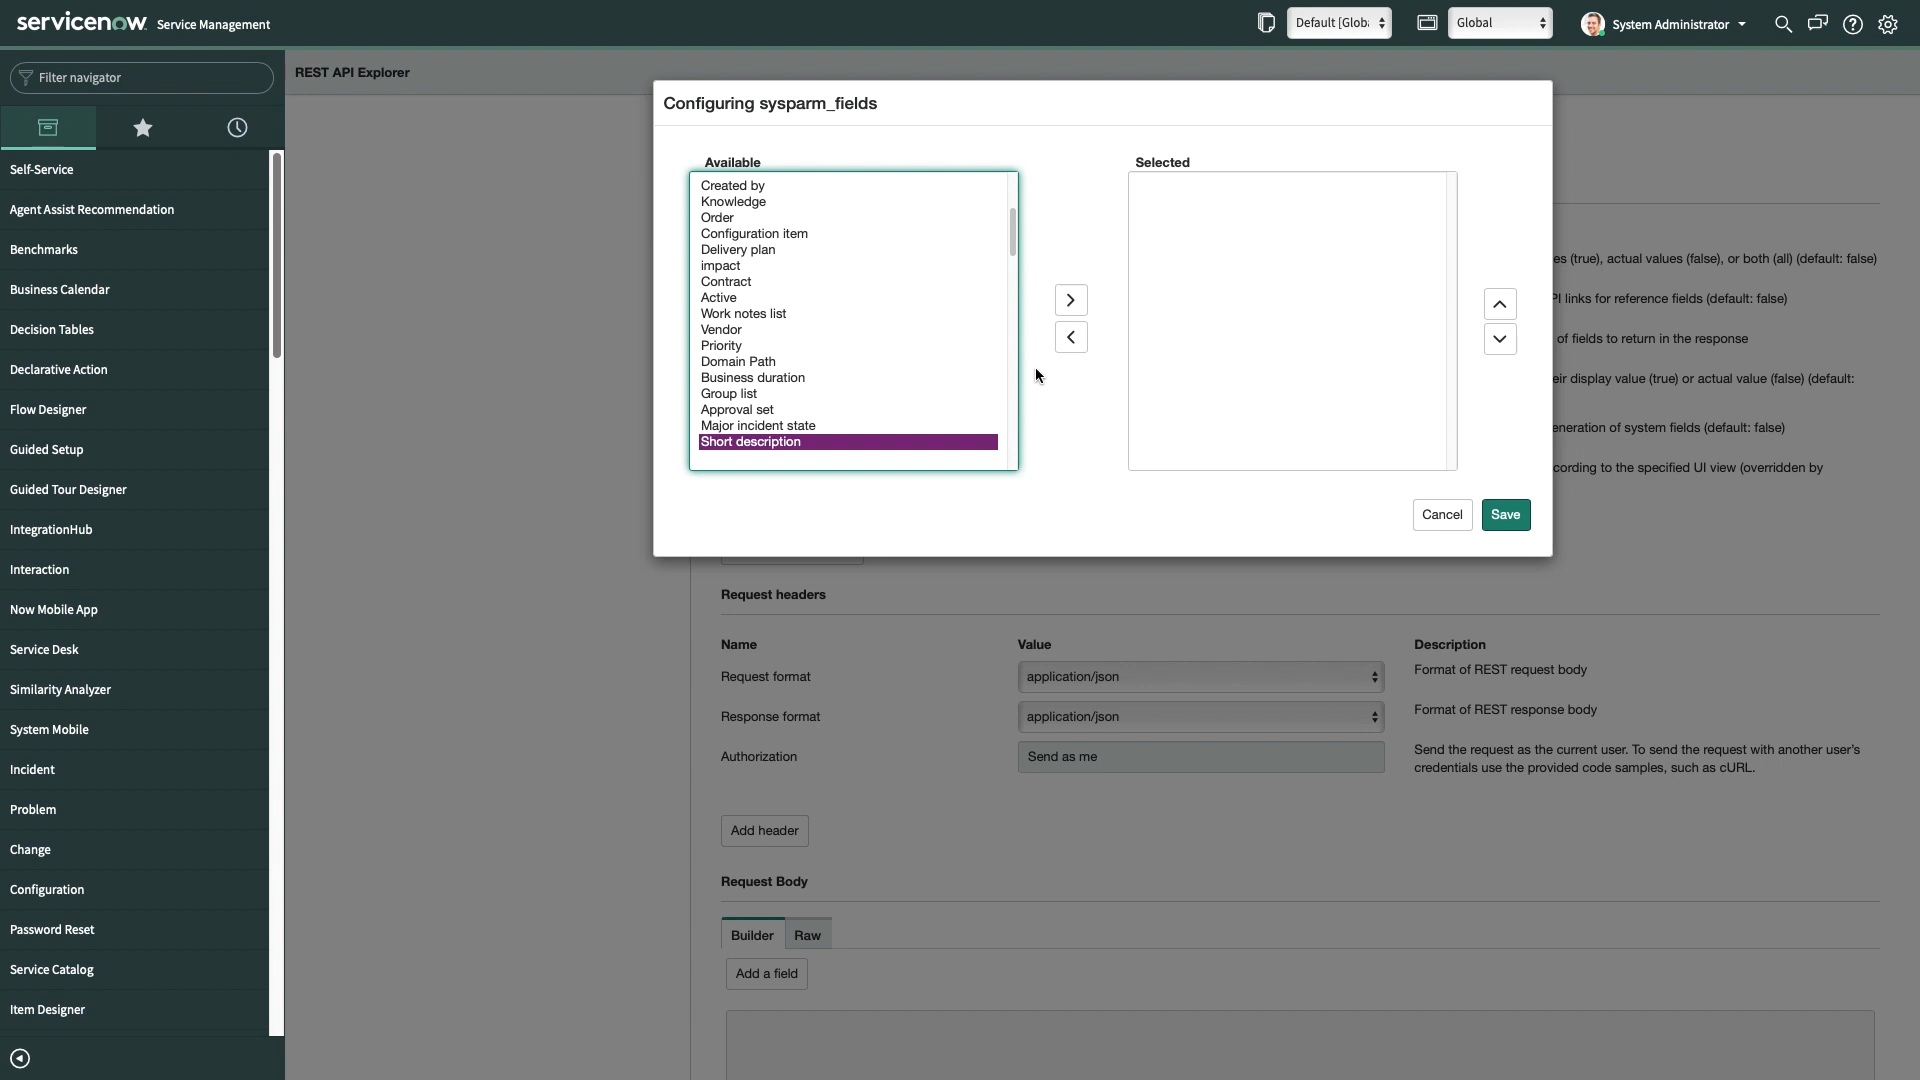 servicenow Service Management
Default [Globa
Global
System Administrator
Filter navigator
Self-Service
Agent Assist Recommendation
Benchmarks
Business Calendar
Decision Tables
Declarative Action
Flow Designer
Guided Setup
Guided Tour Designer
IntegrationHub
Interaction
Now Mobile App
Service Desk
Similarity Analyzer
System Mobile
Incident
Problem
Change
Configuration
Password Reset
Service Catalog
Item Designer
REST API Explorer
Configuring sysparm_fields
Available
Created by
Knowledge
Order
Configuration item
Delivery plan
impact
Contract
Active
Work notes list
Vendor
Priority
Domain Path
Business duration
Group list
Approval set
Major incident state
Short description
Selected
Cancel
Save
es (true), actual values (false), or both (all) (default: false)
PI links for reference fields (default: false)
of fields to return in the response
eir display value (true) or actual value (false) (default:
eneration of system fields (default: false)
cording to the specified UI view (overridden by
Request headers
Name Value Description
Request format application/json Format of REST request body
Response format application/json Format of REST response body
Authorization Send as me Send the request as the current user. To send the request with another user's
credentials use the provided code samples, such as cURL.
Add header
Request Body
Builder Raw
Add a field